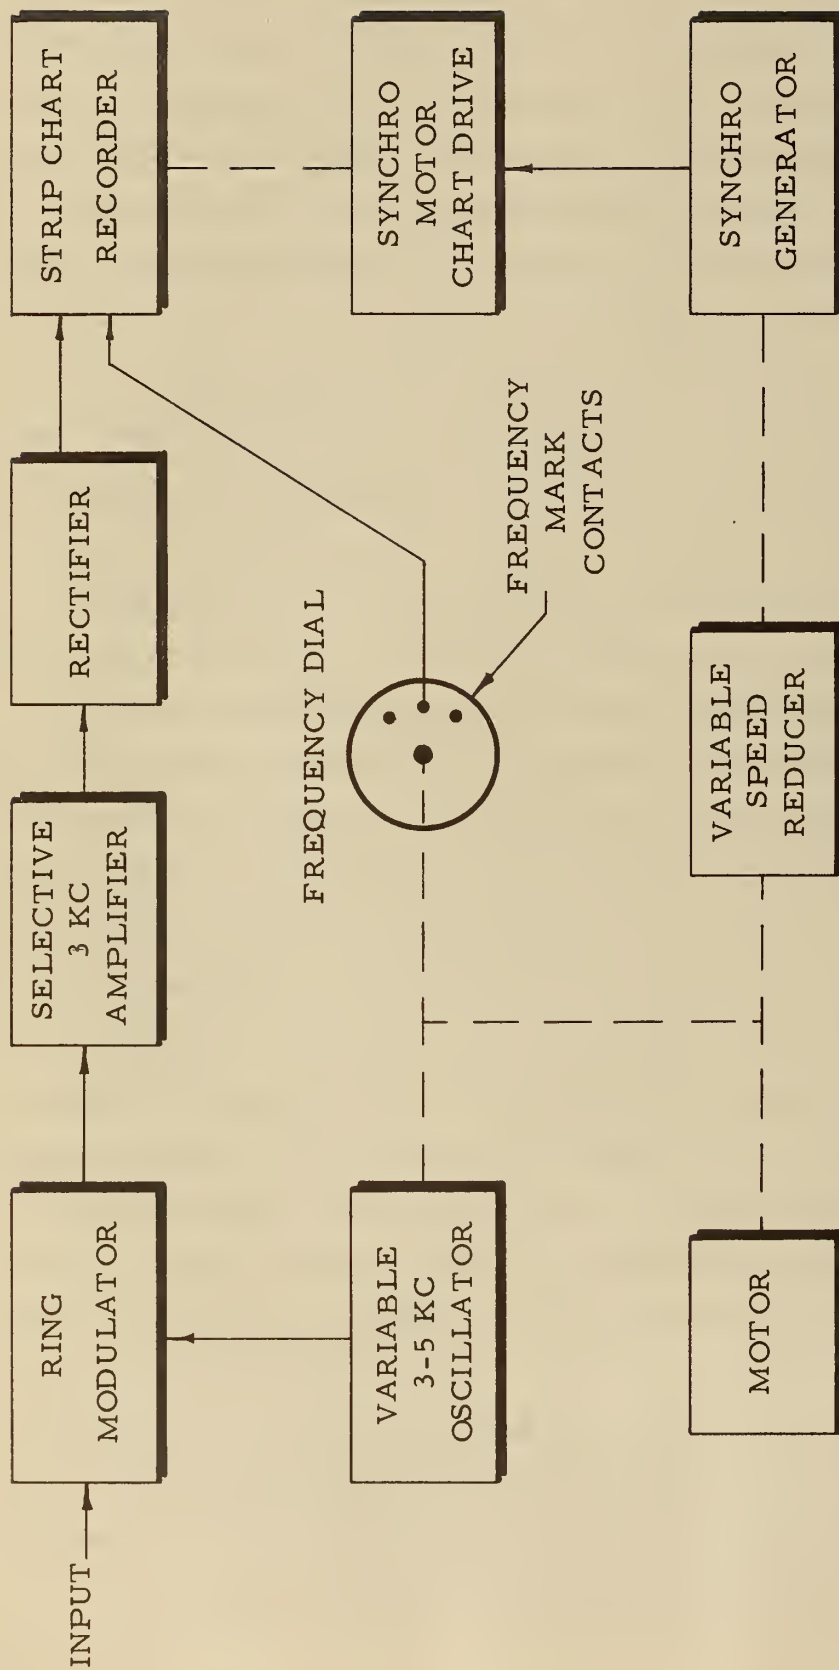 INPUT
RING
MODULATOR
SELECTIVE
3 KC
AMPLIFIER
RECTIFIER
STRIP CHART
RECORDER
VARIABLE
3-5 KC
OSCILLATOR
FREQUENCY DIAL
FREQUENCY
MARK
CONTACTS
SYNCHRO
MOTOR
CHART DRIVE
MOTOR
VARIABLE
SPEED
REDUCER
SYNCHRO
GENERATOR